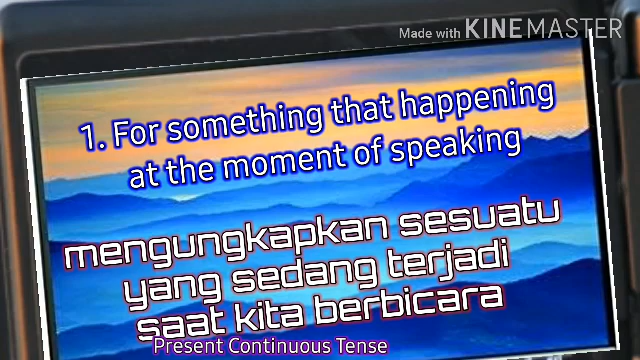 Made with KINEMASTER
1. For something that happening
at the moment of speaking
mengungkapkan sesuatu
yang sedang terjadi
saat kita berbicara
Present Continuous Tense